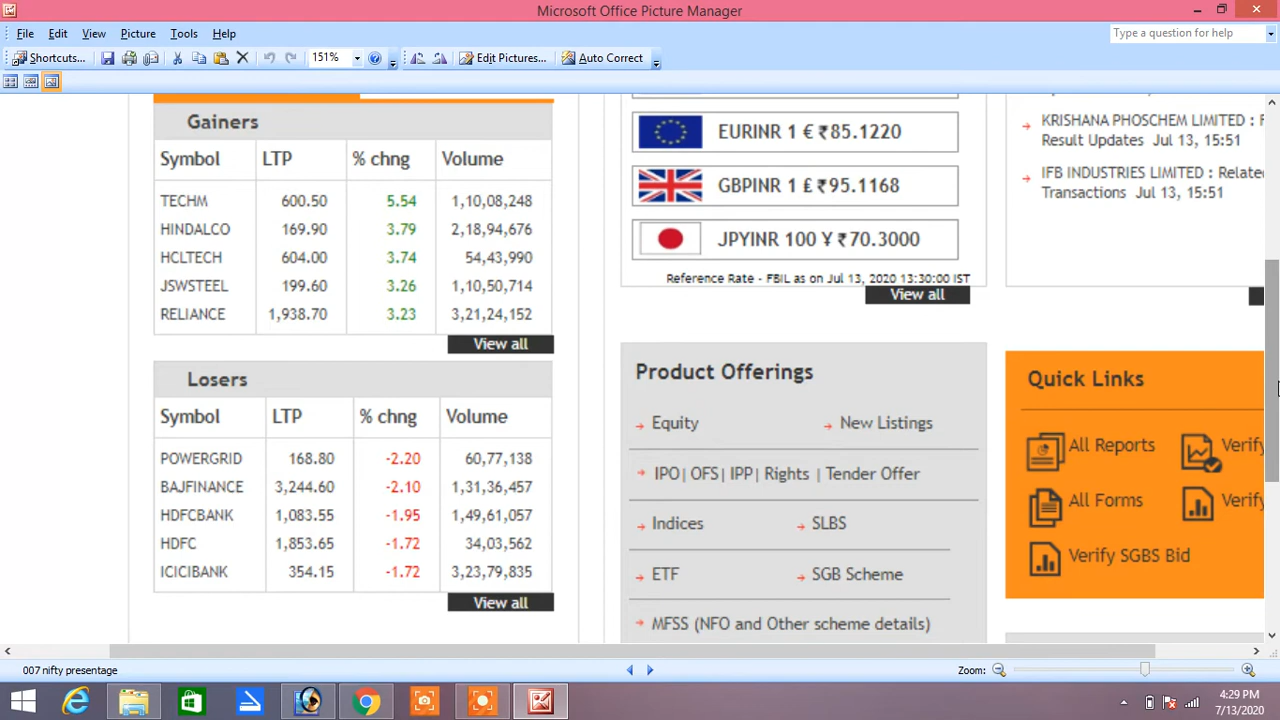 Microsoft Office Picture Manager
File Edit View Picture Tools Help
Type a question for help
Shortcuts... 151% Edit Pictures... Auto Correct
Gainers
Symbol LTP % chng Volume
TECHM 600.50 5.54 1,10,08,248
HINDALCO 169.90 3.79 2,18,94,676
HCLTECH 604.00 3.74 54,43,990
JSWSTEEL 199.60 3.26 1,10,50,714
RELIANCE 1,938.70 3.23 3,21,24,152
View all
Losers
Symbol LTP % chng Volume
POWERGRID 168.80 -2.20 60,77,138
BAJFINANCE 3,244.60 -2.10 1,31,36,457
HDFCBANK 1,083.55 -1.95 1,49,61,057
HDFC 1,853.65 -1.72 34,03,562
ICICIBANK 354.15 -1.72 3,23,79,835
View all
EURINR 1 € ₹85.1220
GBPINR 1 £ ₹95.1168
JPYINR 100 ¥ ₹70.3000
Reference Rate - FBIL as on Jul 13, 2020 13:30:00 IST
View all
Product Offerings
Equity New Listings
IPO| OFS| IPP| Rights | Tender Offer
Indices SLBS
ETF SGB Scheme
MFSS (NFO and Other scheme details)
KRISHANA PHOSCHEM LIMITED : F
Result Updates Jul 13, 15:51
IFB INDUSTRIES LIMITED : Relate
Transactions Jul 13, 15:51
Quick Links
All Reports Verify
All Forms Verify
Verify SGBS Bid
007 nifty presentage
Zoom:
4:29 PM
7/13/2020